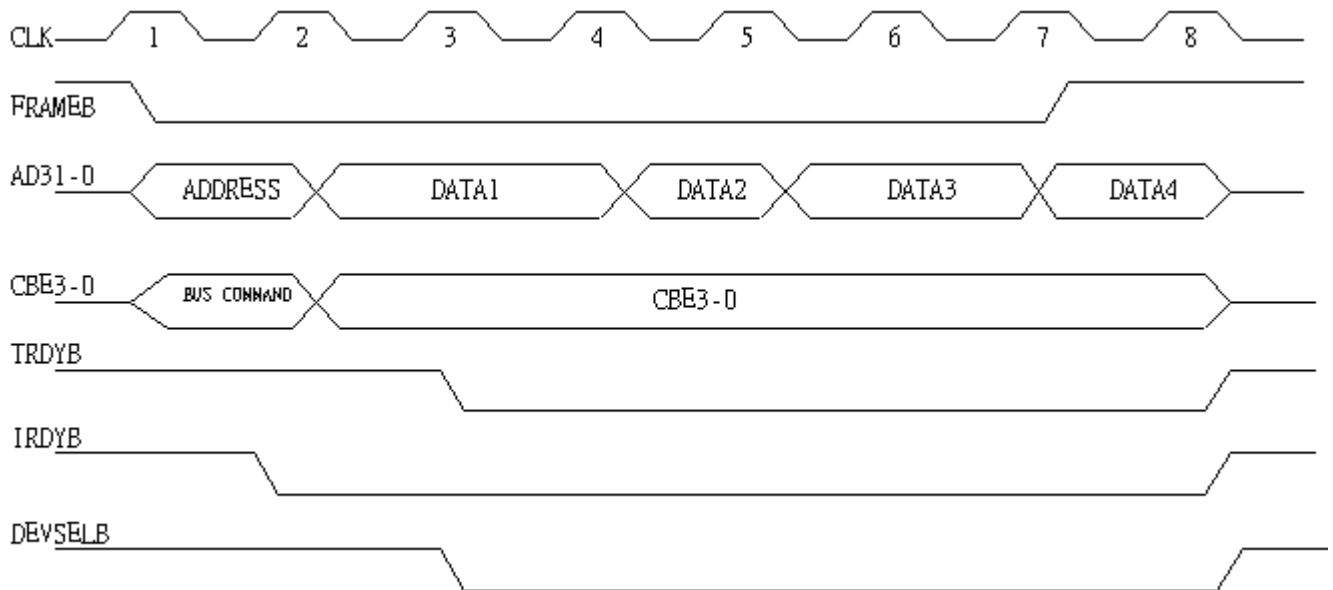 CLK 1 2 3 4 5 6 7 8
FRAMEB
AD31-0 ADDRESS DATA1 DATA2 DATA3 DATA4
CBE3-0 BUS COMMAND CBE3-0
TRDYB
IRDYB
DEVSELB